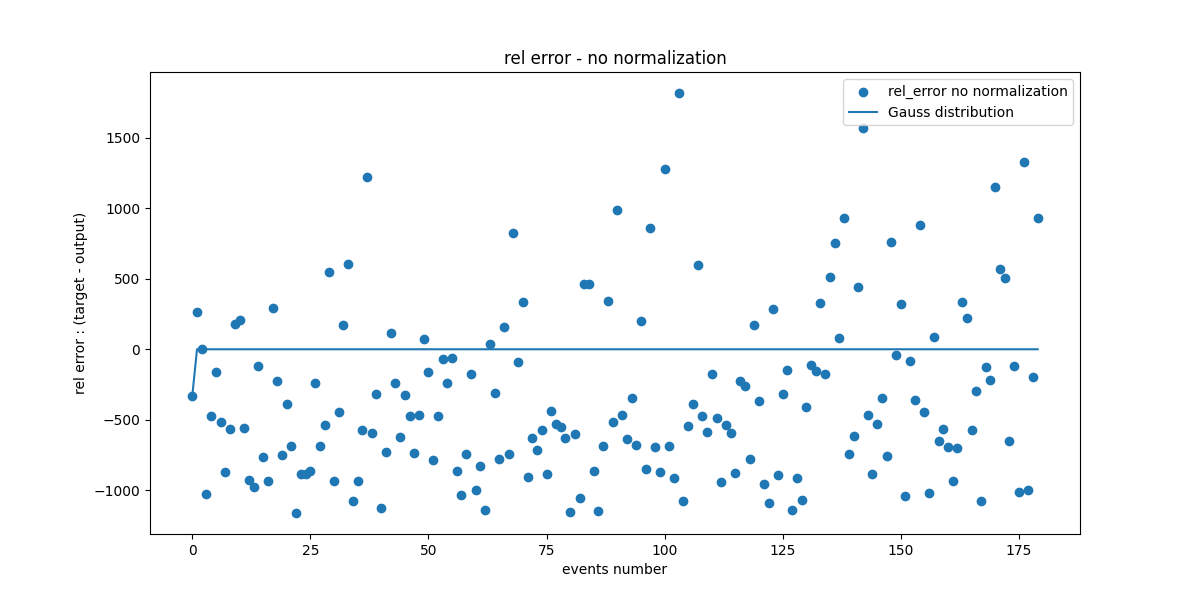 rel error - no normalization
rel_error no normalization
Gauss distribution
1500
1000
500
0
−500
−1000
rel error : (target - output)
0 25 50 75 100 125 150 175
events number